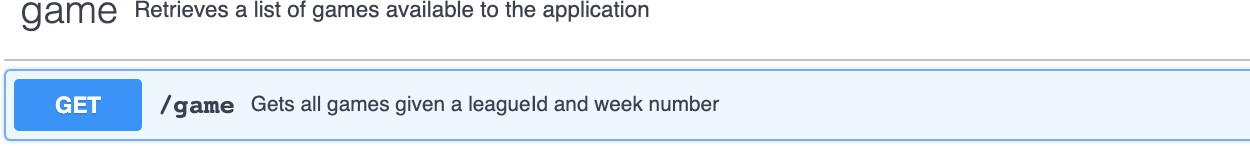 game Retrieves a list of games available to the application
GET /game Gets all games given a leagueId and week number